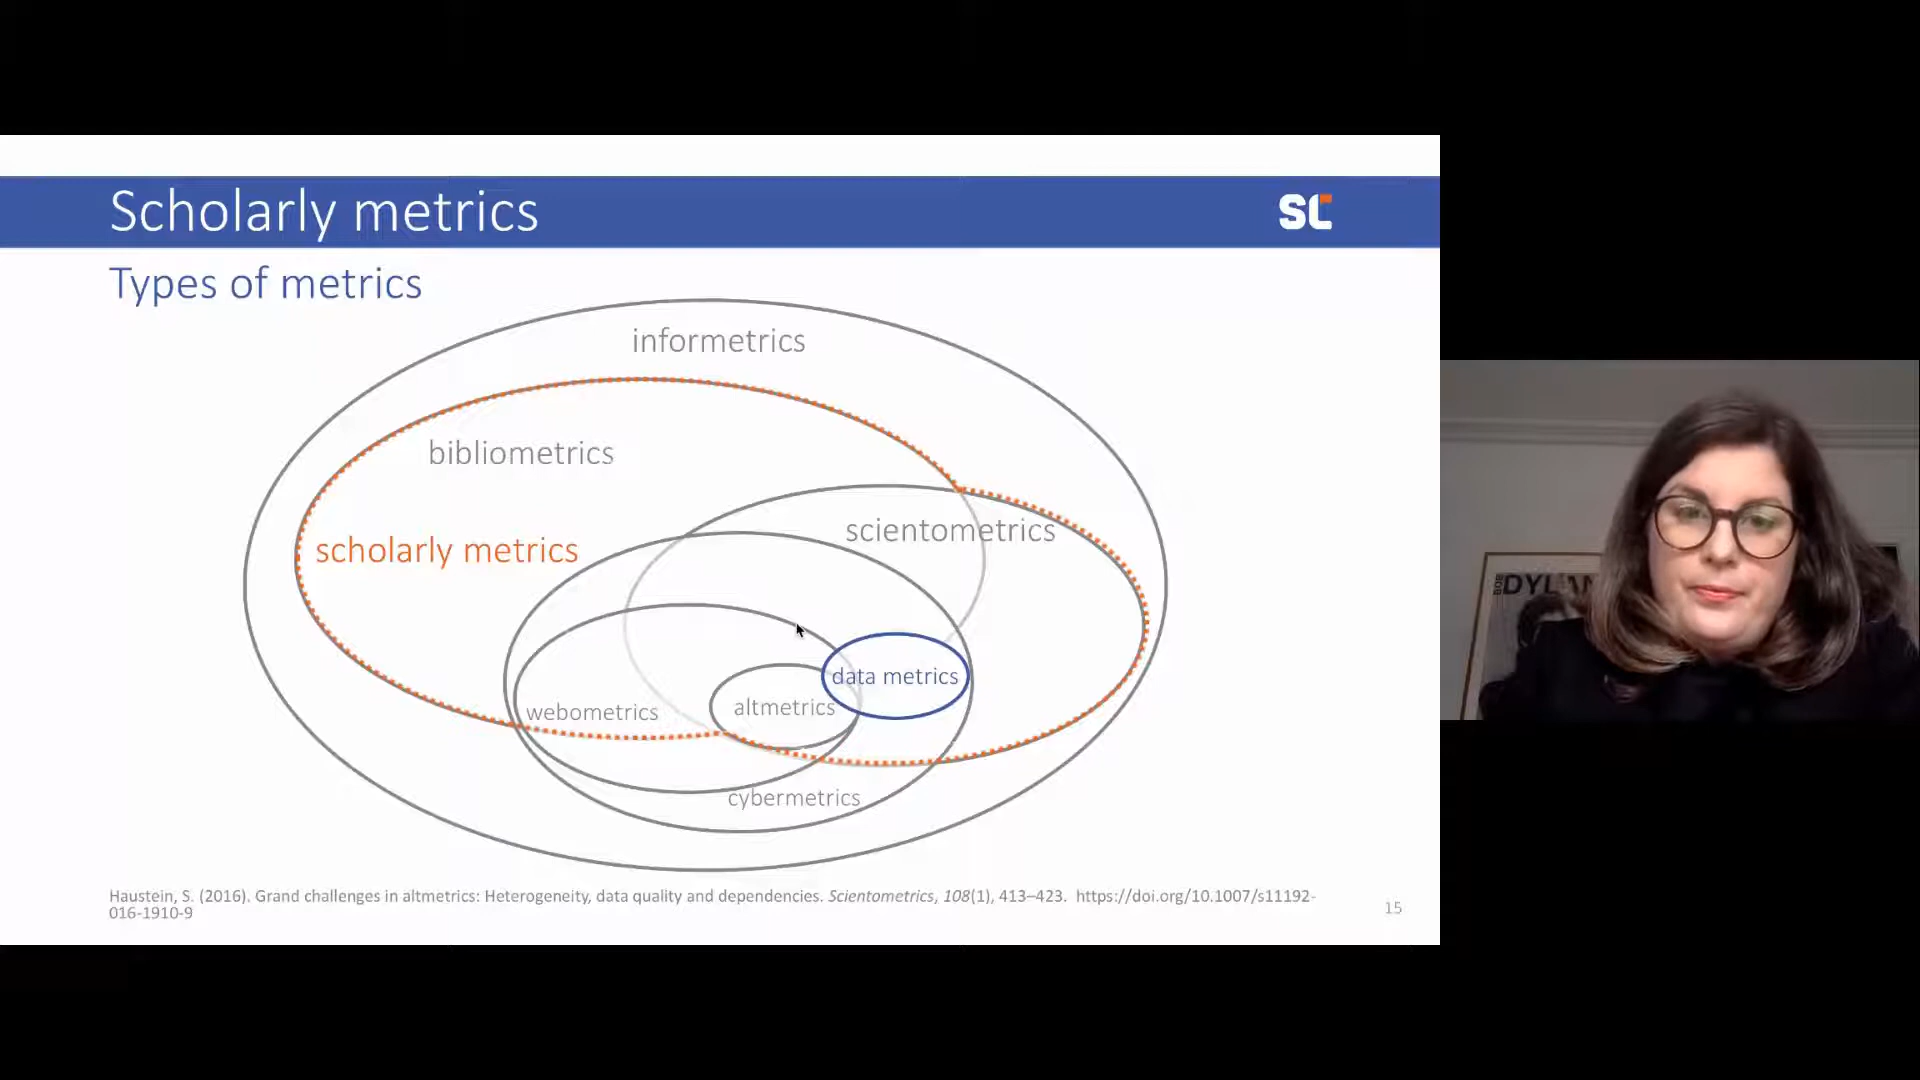 Scholarly metrics
SC
Types of metrics
informetrics
bibliometrics
scientometrics
scholarly metrics
data metrics
altmetrics
webometrics
cybermetrics
Haustein, S. (2016). Grand challenges in altmetrics: Heterogeneity, data quality and dependencies. Scientometrics, 108(1), 413–423. https://doi.org/10.1007/s11192-
016-1910-9
15
BOB
DYLAN